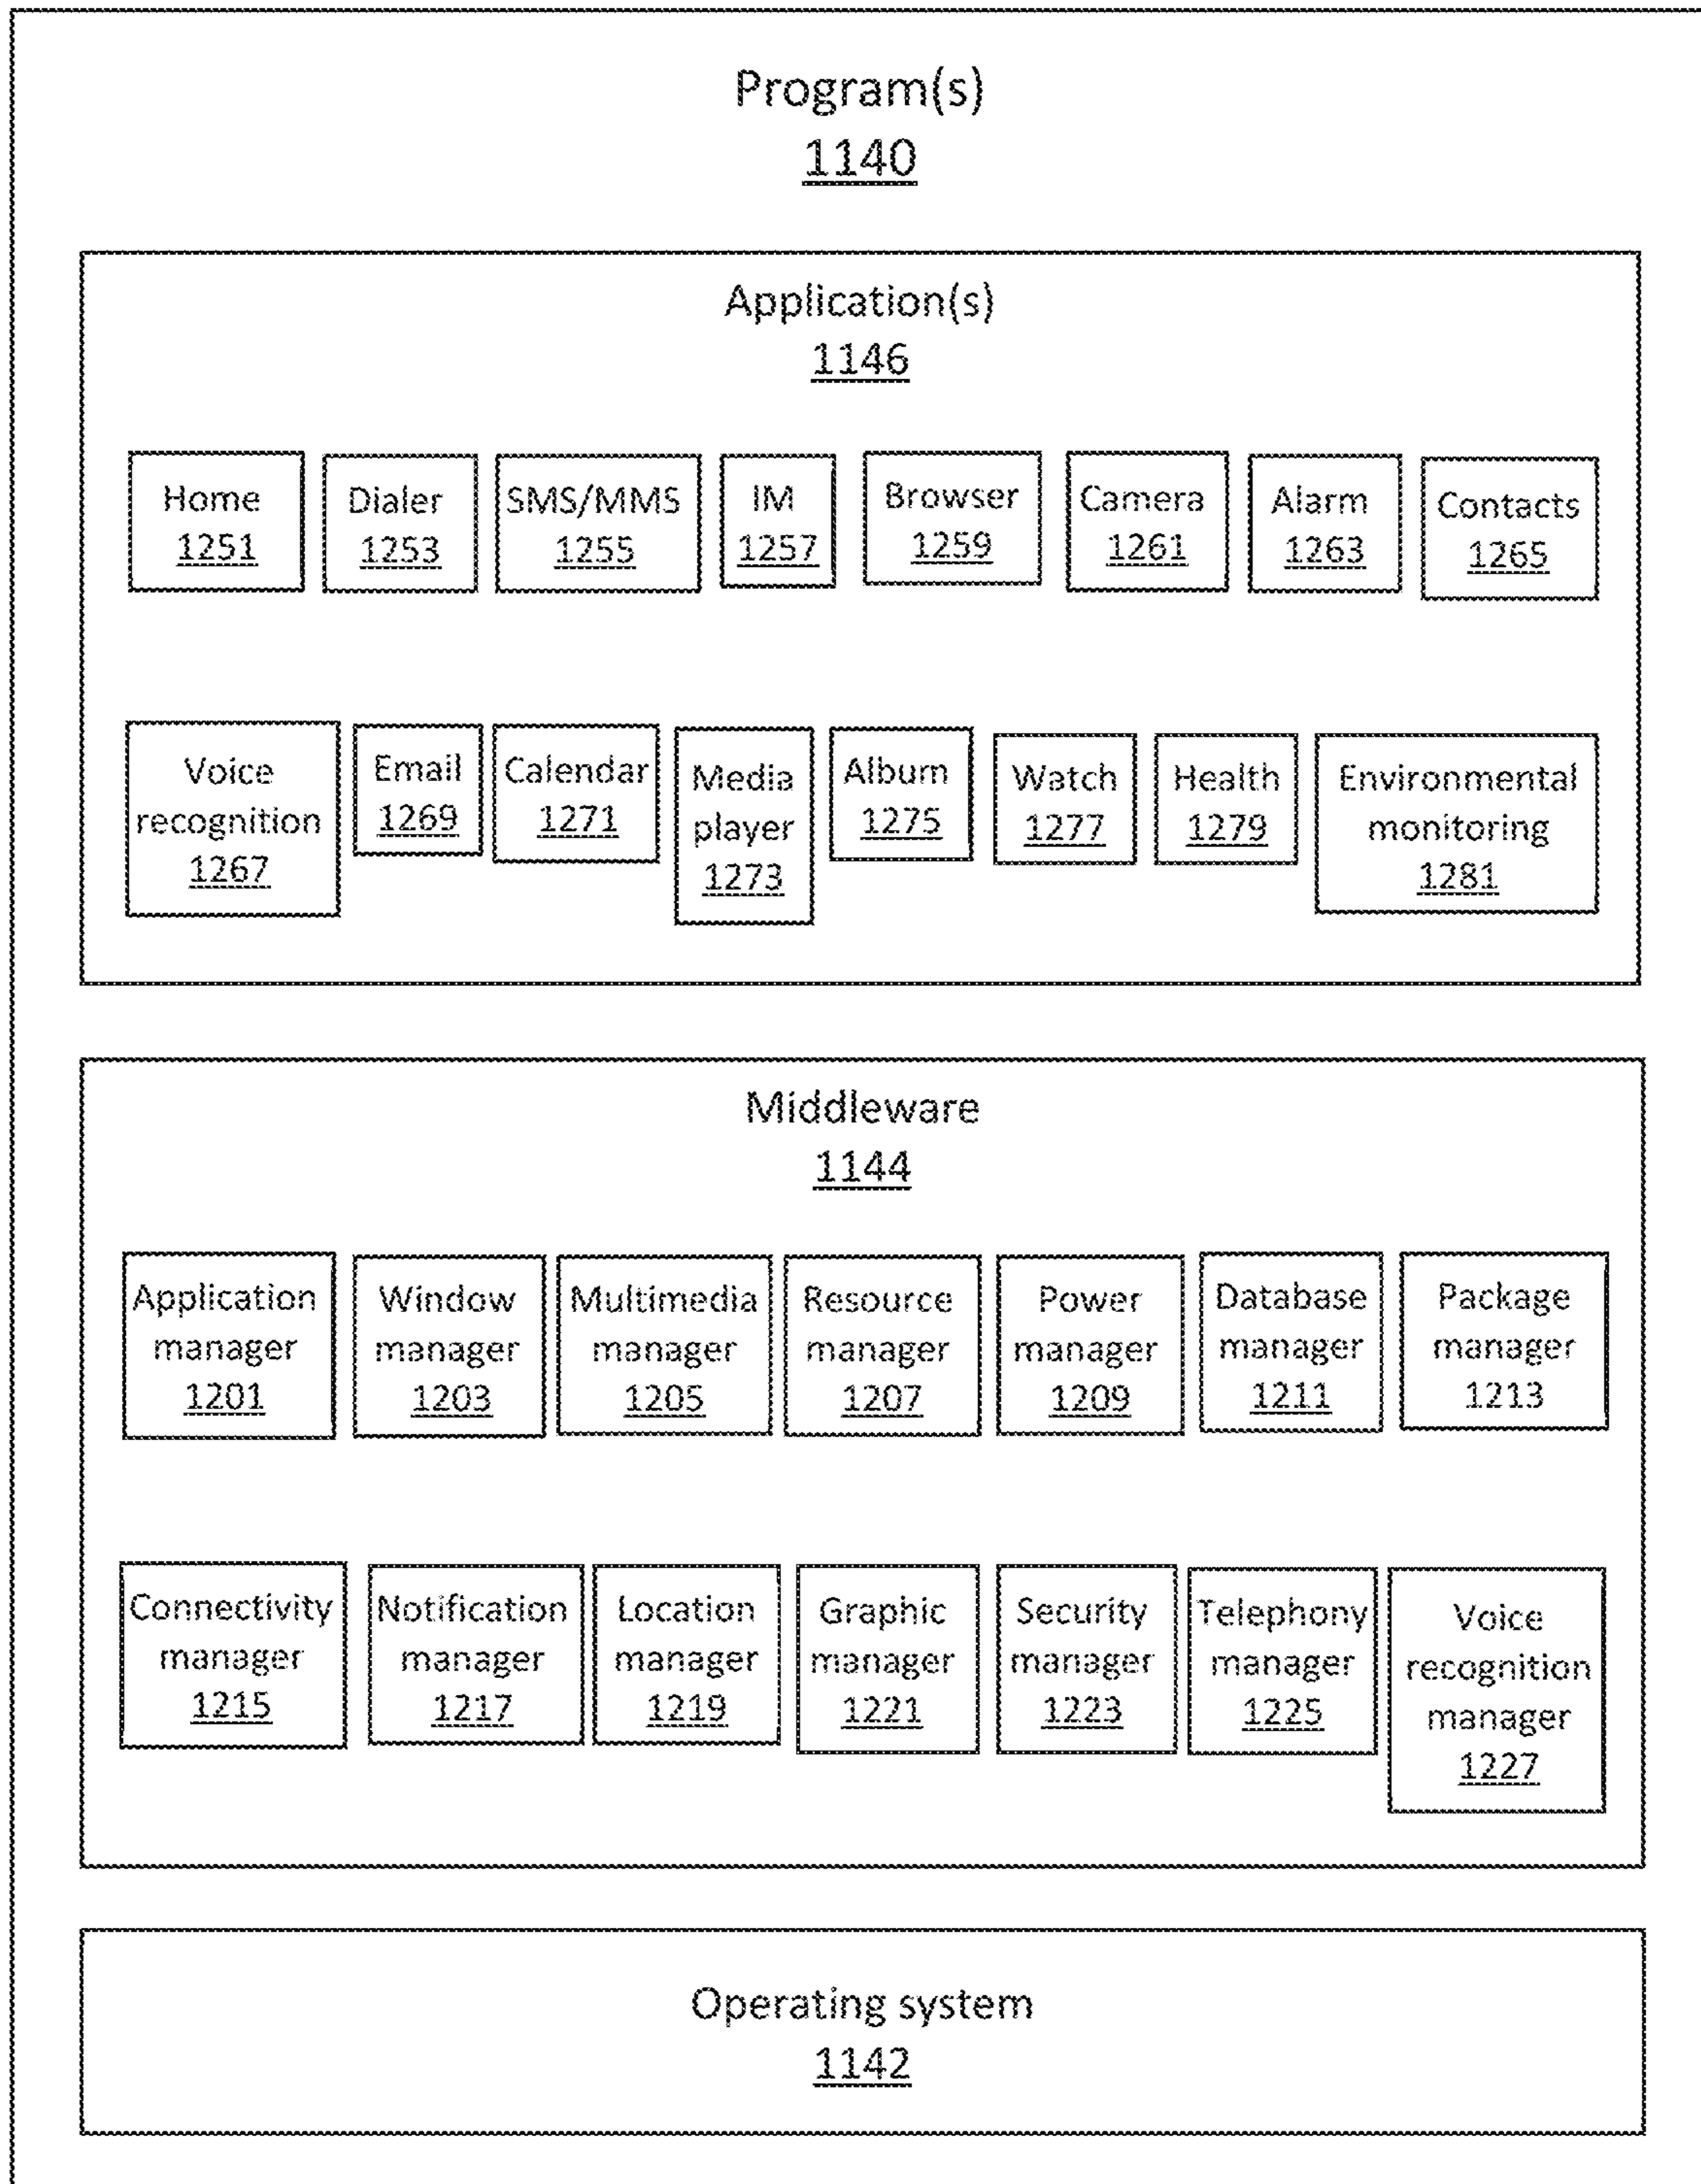 Program(s)
1140
Application(s)
1146
Home
1251
Dialer
1253
SMS/MMS
1255
IM
1257
Browser
1259
Camera
1261
Alarm
1263
Contacts
1265
Voice
recognition
1267
Email
1269
Calendar
1271
Media
player
1273
Album
1275
Watch
1277
Health
1279
Environmental
monitoring
1281
Middleware
1144
Application
manager
1201
Window
manager
1203
Multimedia
manager
1205
Resource
manager
1207
Power
manager
1209
Database
manager
1211
Package
manager
1213
Connectivity
manager
1215
Notification
manager
1217
Location
manager
1219
Graphic
manager
1221
Security
manager
1223
Telephony
manager
1225
Voice
recognition
manager
1227
Operating system
1142